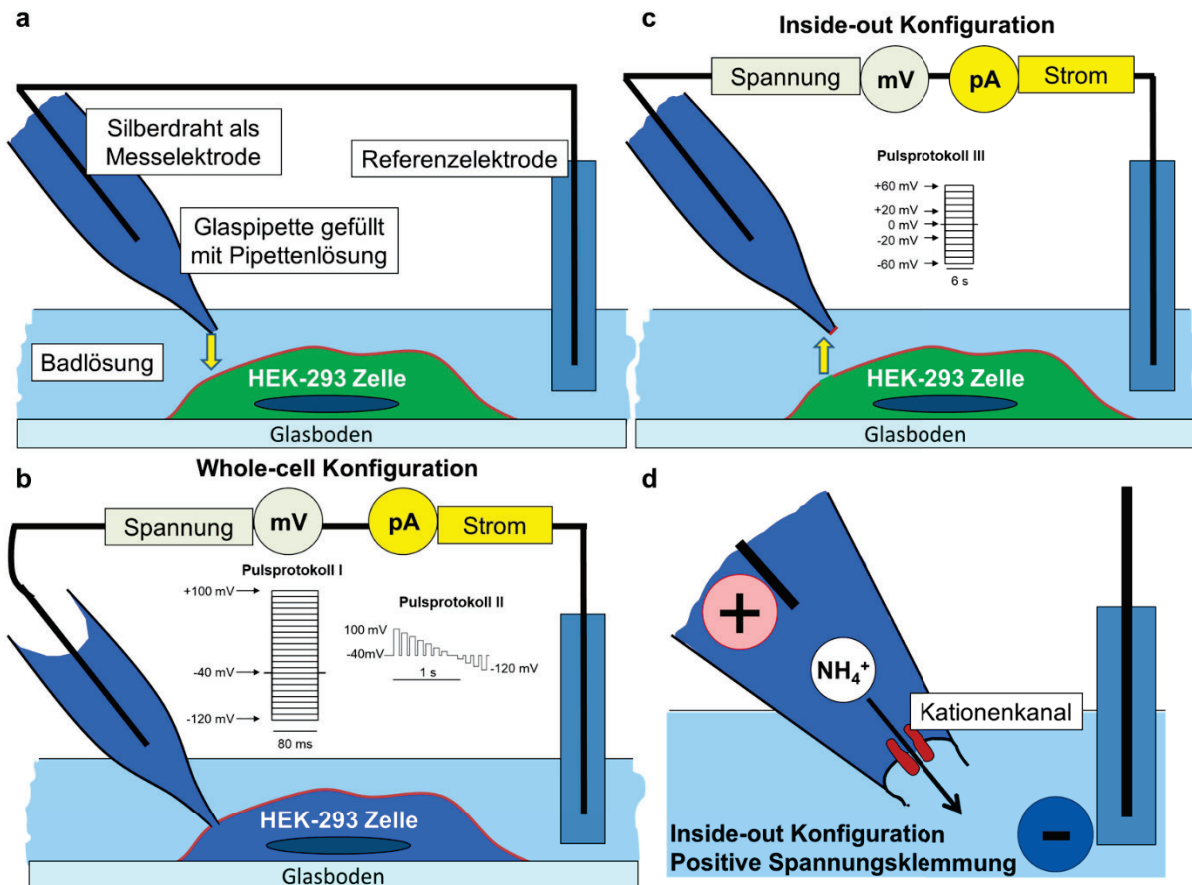 a
Silberdraht als
Messelektrode
Referenzelektrode
Glaspipette gefüllt
mit Pipettenlösung
Badlösung
HEK-293 Zelle
Glasboden
c
Inside-out Konfiguration
Spannung
mV
pA
Strom
Pulsprotokoll III
+60 mV
+20 mV
0 mV
-20 mV
-60 mV
6 s
HEK-293 Zelle
Glasboden
b
Whole-cell Konfiguration
Spannung
mV
pA
Strom
Pulsprotokoll I
+100 mV
-40 mV
-120 mV
80 ms
Pulsprotokoll II
100 mV
-40mV
-120 mV
1 s
HEK-293 Zelle
Glasboden
d
+
NH₄⁺
Kationenkanal
-
Inside-out Konfiguration
Positive Spannungsklemmung